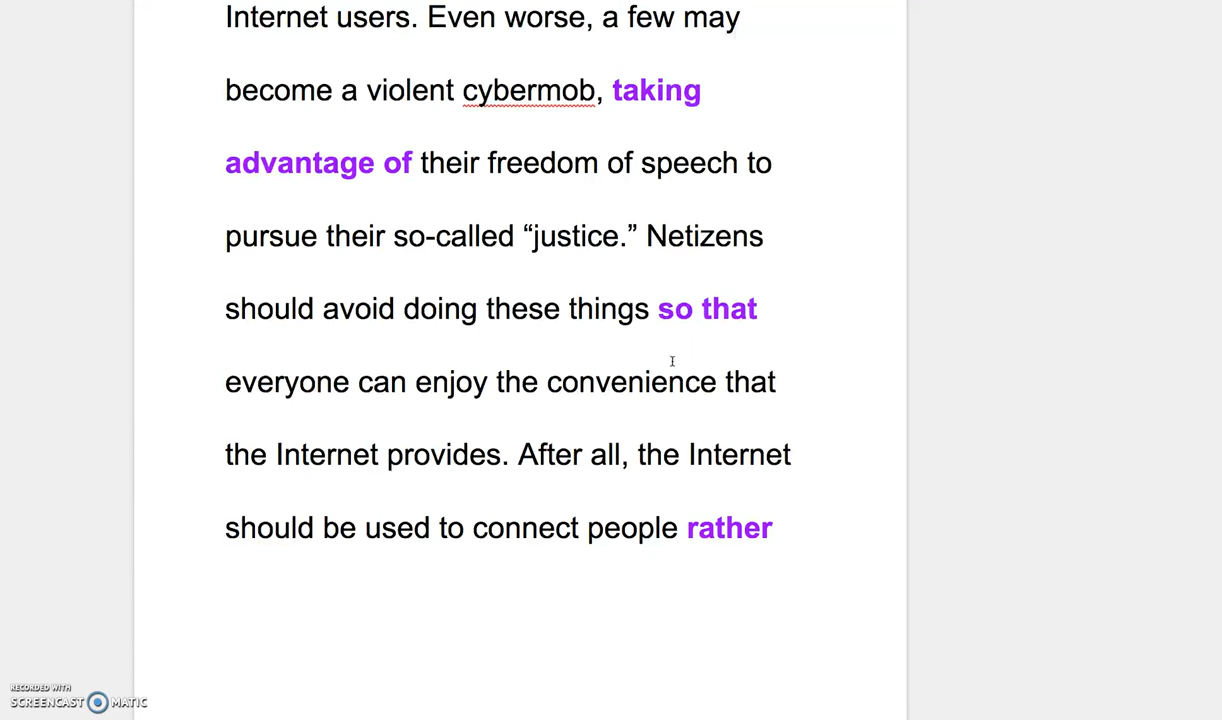 Internet users. Even worse, a few may
become a violent cybermob, taking
advantage of their freedom of speech to
pursue their so-called “justice.” Netizens
should avoid doing these things so that
everyone can enjoy the convenience that
the Internet provides. After all, the Internet
should be used to connect people rather
RECORDED WITH
SCREENCAST MATIC